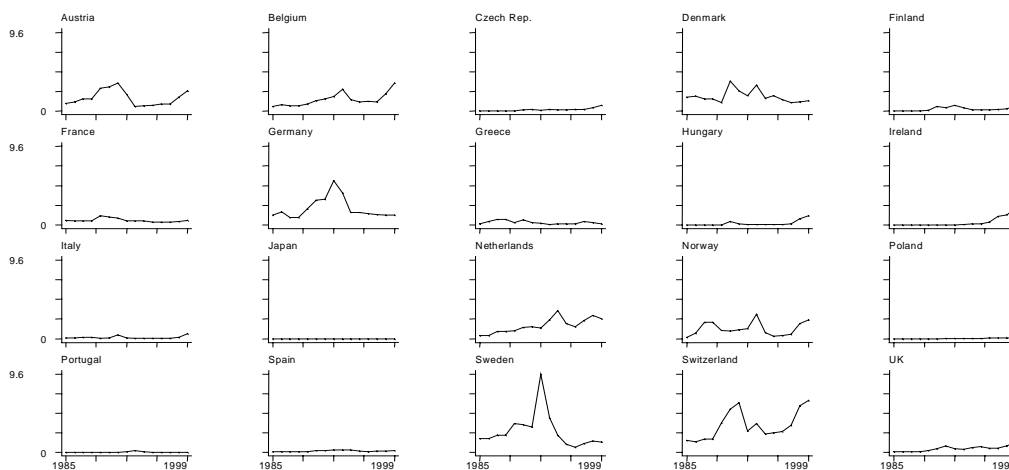 Austria Belgium Czech Rep. Denmark Finland
9.6
0
France Germany Greece Hungary Ireland
9.6
0
Italy Japan Netherlands Norway Poland
9.6
0
Portugal Spain Sweden Switzerland UK
9.6
0
1985 1999 1985 1999 1985 1999 1985 1999 1985 199